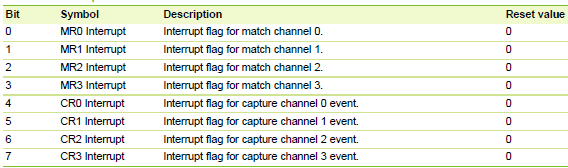 Bit Symbol Description Reset value
0 MR0 Interrupt Interrupt flag for match channel 0. 0
1 MR1 Interrupt Interrupt flag for match channel 1. 0
2 MR2 Interrupt Interrupt flag for match channel 2. 0
3 MR3 Interrupt Interrupt flag for match channel 3. 0
4 CR0 Interrupt Interrupt flag for capture channel 0 event. 0
5 CR1 Interrupt Interrupt flag for capture channel 1 event. 0
6 CR2 Interrupt Interrupt flag for capture channel 2 event. 0
7 CR3 Interrupt Interrupt flag for capture channel 3 event. 0